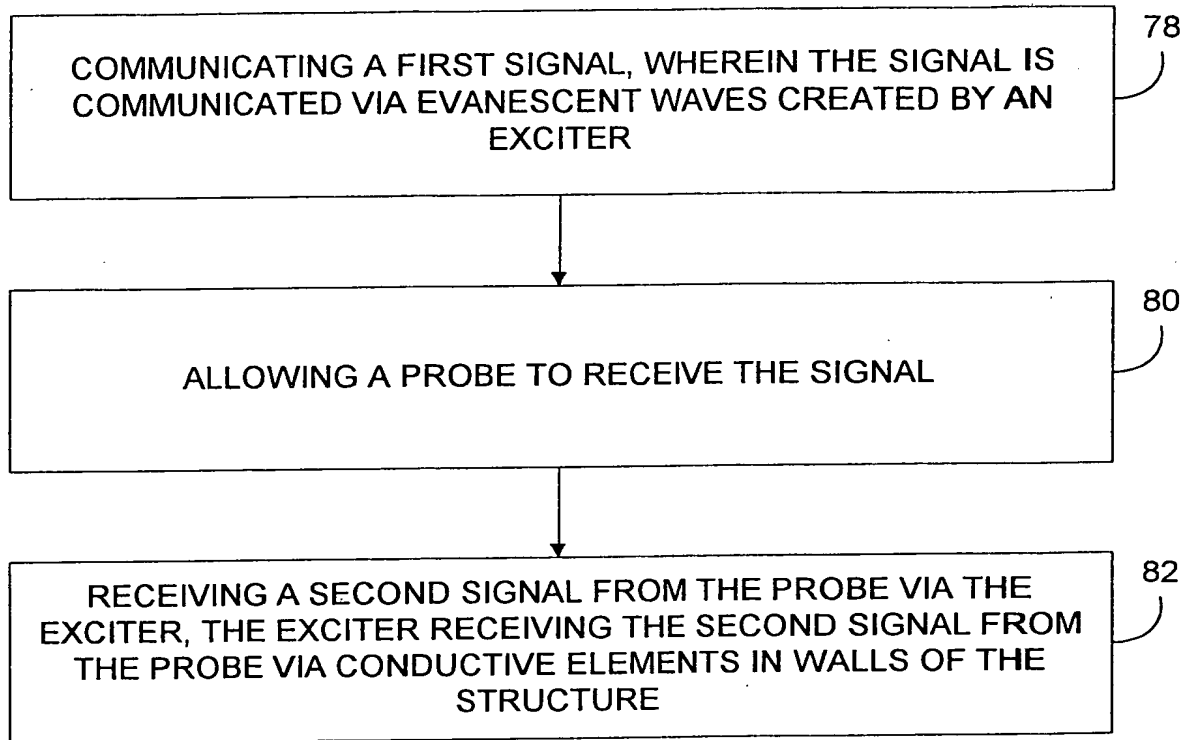 78
COMMUNICATING A FIRST SIGNAL, WHEREIN THE SIGNAL IS
COMMUNICATED VIA EVANESCENT WAVES CREATED BY AN
EXCITER
80
ALLOWING A PROBE TO RECEIVE THE SIGNAL
82
RECEIVING A SECOND SIGNAL FROM THE PROBE VIA THE
EXCITER, THE EXCITER RECEIVING THE SECOND SIGNAL FROM
THE PROBE VIA CONDUCTIVE ELEMENTS IN WALLS OF THE
STRUCTURE